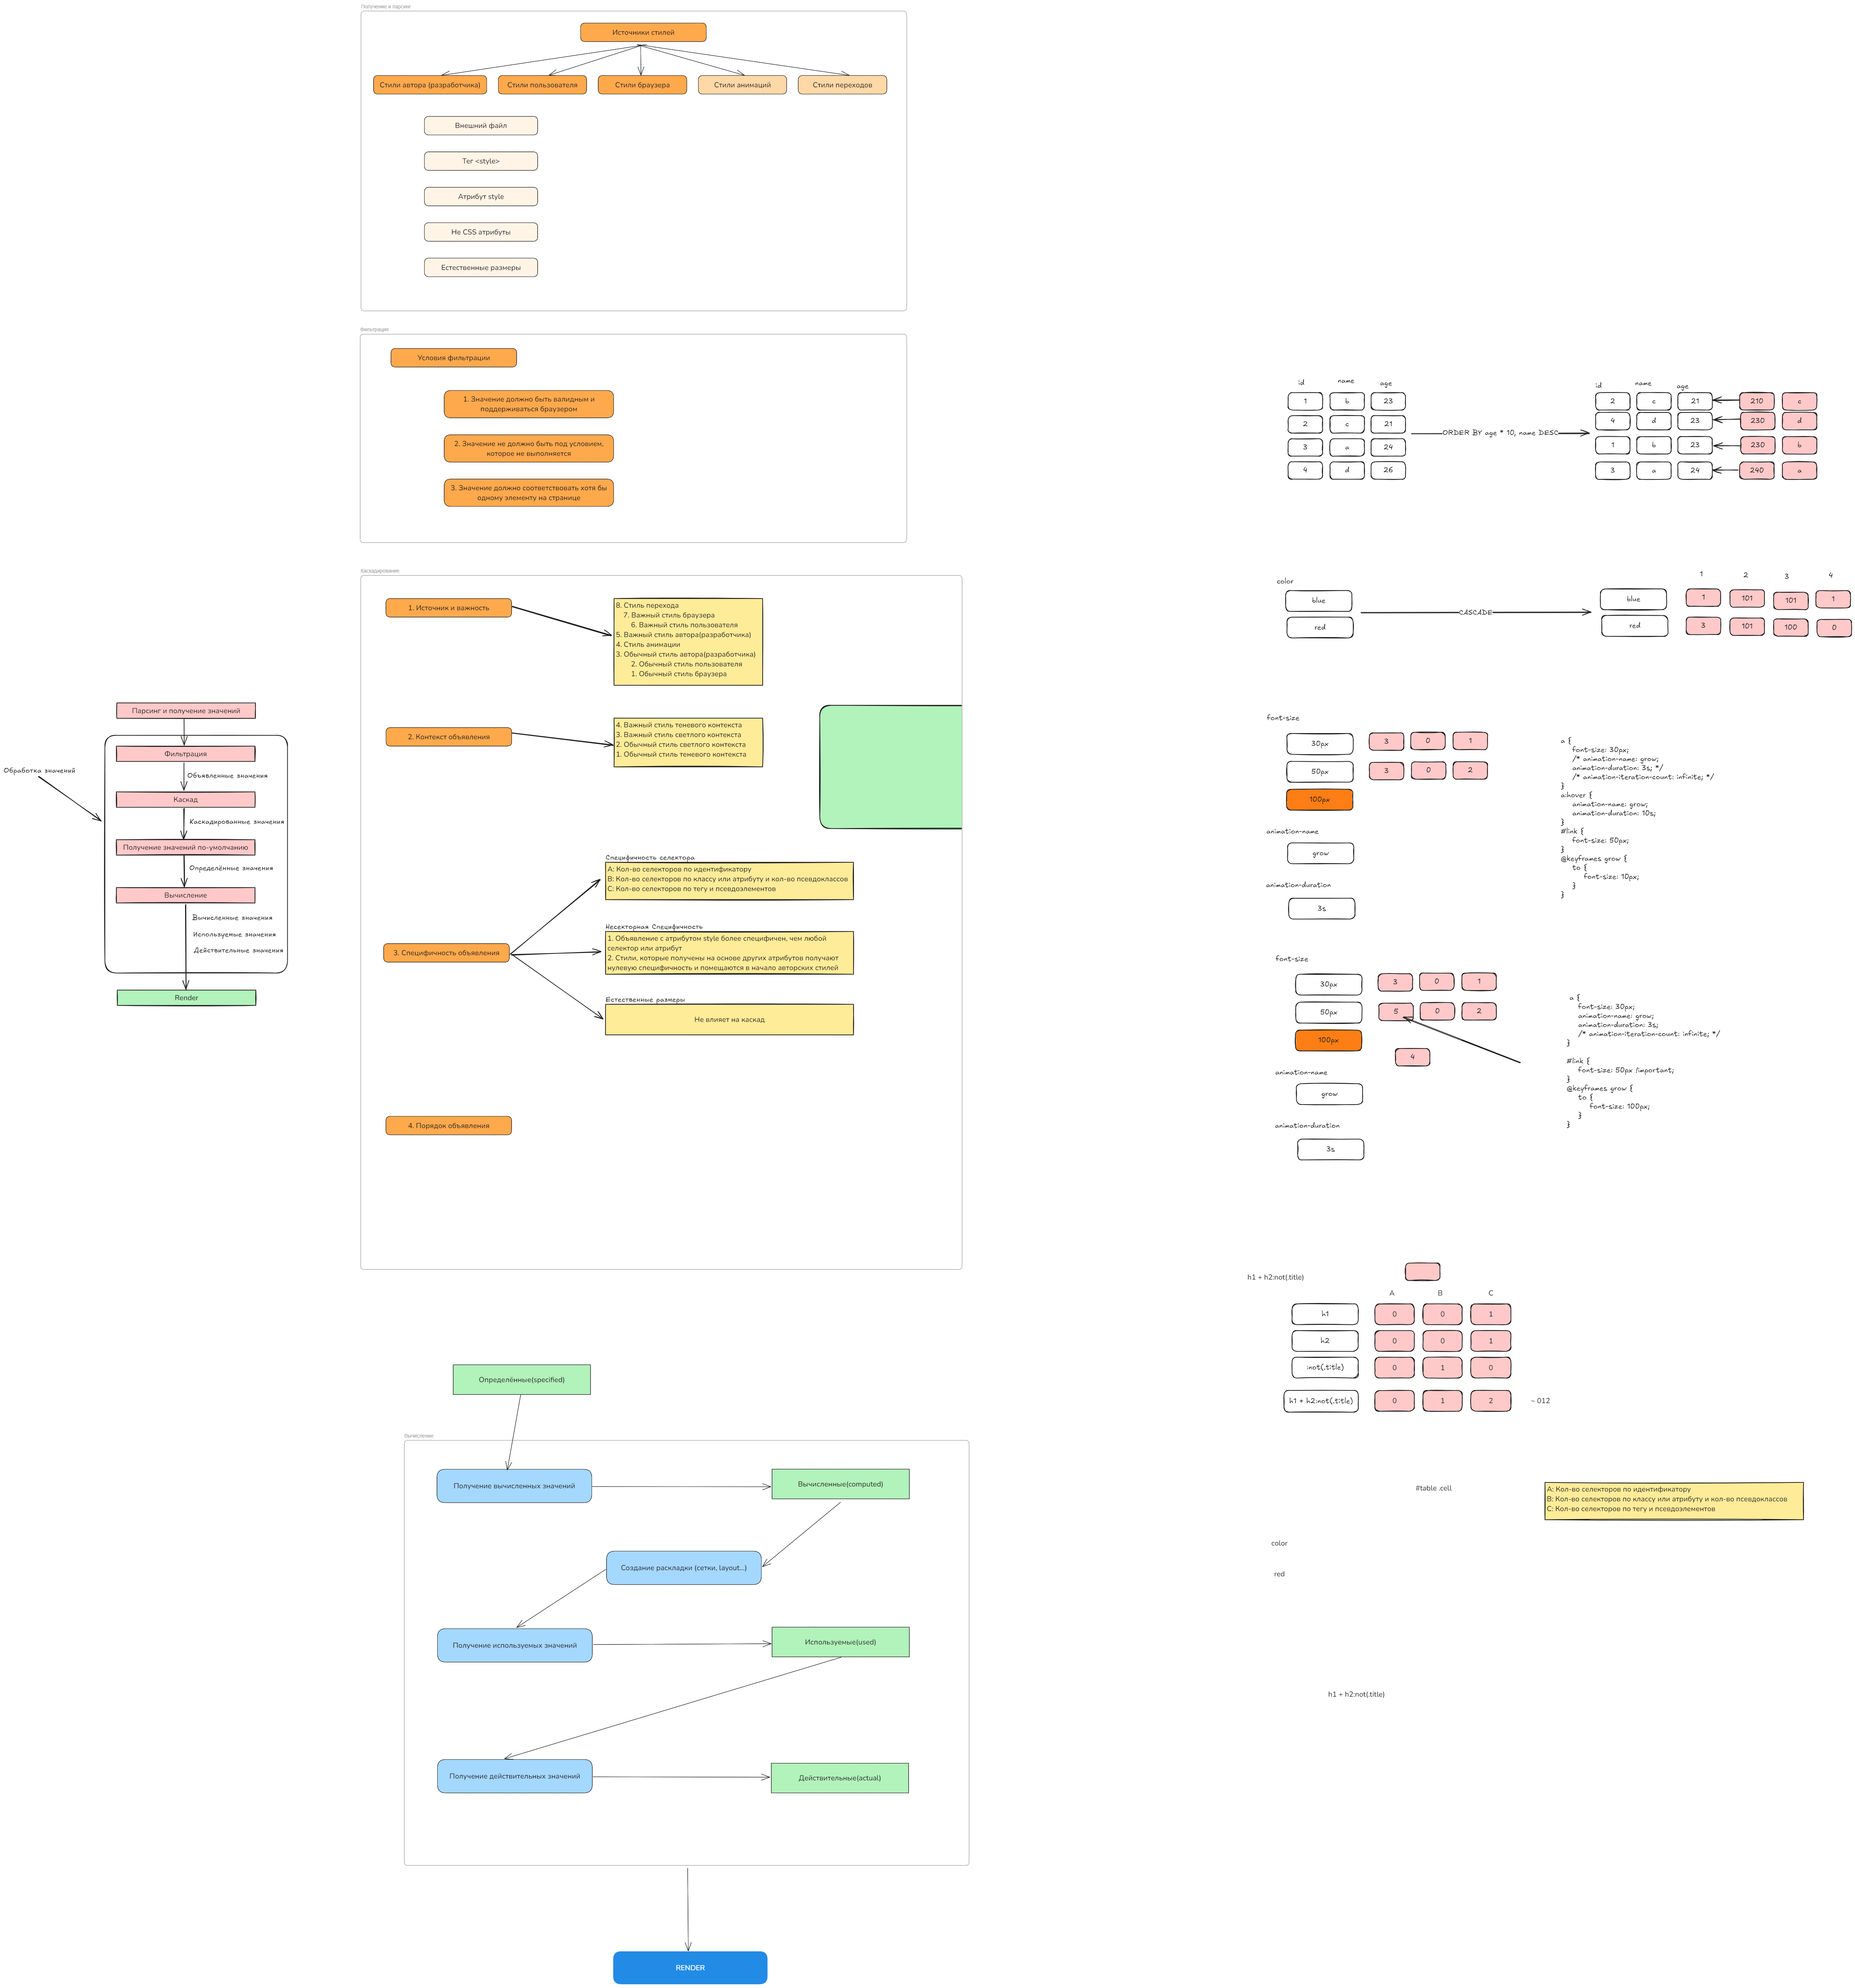 Получение и парсинг
Источники стилей
Стили автора (разработчика)
Стили пользователя
Стили браузера
Стили анимаций
Стили переходов
Внешний файл
Тег <style>
Атрибут style
Не CSS атрибуты
Естественные размеры
Фильтрация
Условия фильтрации
1. Значение должно быть валидным и
поддерживаться браузером
2. Значение не должно быть под условием,
которое не выполняется
3. Значение должно соответствовать хотя бы
одному элементу на странице
Каскадирование
1. Источник и важность
8. Стиль перехода
7. Важный стиль браузера
6. Важный стиль пользователя
5. Важный стиль автора(разработчика)
4. Стиль анимации
3. Обычный стиль автора(разработчика)
2. Обычный стиль пользователя
1. Обычный стиль браузера
2. Контекст объявления
4. Важный стиль теневого контекста
3. Важный стиль светлого контекста
2. Обычный стиль светлого контекста
1. Обычный стиль теневого контекста
3. Специфичность объявления
Специфичность селектора
A: Кол-во селекторов по идентификатору
B: Кол-во селекторов по классу или атрибуту и кол-во псевдоклассов
C: Кол-во селекторов по тегу и псевдоэлементов
Неселекторная Специфичность
1. Объявление с атрибутом style более специфичен, чем любой
селектор или атрибут
2. Стили, которые получены на основе других атрибутов получают
нулевую специфичность и помещаются в начало авторских стилей
Естественные размеры
Не влияет на каскад
4. Порядок объявления
Парсинг и получение значений
Обработка значений
Фильтрация
Объявленные значения
Каскад
Каскадированные значения
Получение значений по-умолчанию
Определённые значения
Вычисление
Вычисленные значения
Используемые значения
Действительные значения
Render
Определённые(specified)
Вычисление
Получение вычисленных значений
Вычисленные(computed)
Создание раскладки (сетки, layout...)
Получение используемых значений
Используемые(used)
Получение действительных значений
Действительные(actual)
RENDER
id name age
1 b 23
2 c 21
3 a 24
4 d 26
ORDER BY age * 10, name DESC
id name age
2 c 21 210 c
4 d 23 230 d
1 b 23 230 b
3 a 24 240 a
color
blue
red
CASCADE
1 2 3 4
blue 1 101 101 1
red 3 101 100 0
font-size
30px 3 0 1
50px 3 0 2
100px
animation-name
grow
animation-duration
3s
a {
font-size: 30px;
/* animation-name: grow;
animation-duration: 3s; */
/* animation-iteration-count: infinite; */
}
a:hover {
animation-name: grow;
animation-duration: 10s;
}
#link {
font-size: 50px;
}
@keyframes grow {
to {
font-size: 10px;
}
}
font-size
30px 3 0 1
50px 5 0 2
100px
4
animation-name
grow
animation-duration
3s
a {
font-size: 30px;
animation-name: grow;
animation-duration: 3s;
/* animation-iteration-count: infinite; */
}
#link {
font-size: 50px !important;
}
@keyframes grow {
to {
font-size: 100px;
}
}
h1 + h2:not(.title)
A B C
h1 0 0 1
h2 0 0 1
:not(.title) 0 1 0
h1 + h2:not(.title) 0 1 2 ~ 012
#table .cell
A: Кол-во селекторов по идентификатору
B: Кол-во селекторов по классу или атрибуту и кол-во псевдоклассов
C: Кол-во селекторов по тегу и псевдоэлементов
color
red
h1 + h2:not(.title)